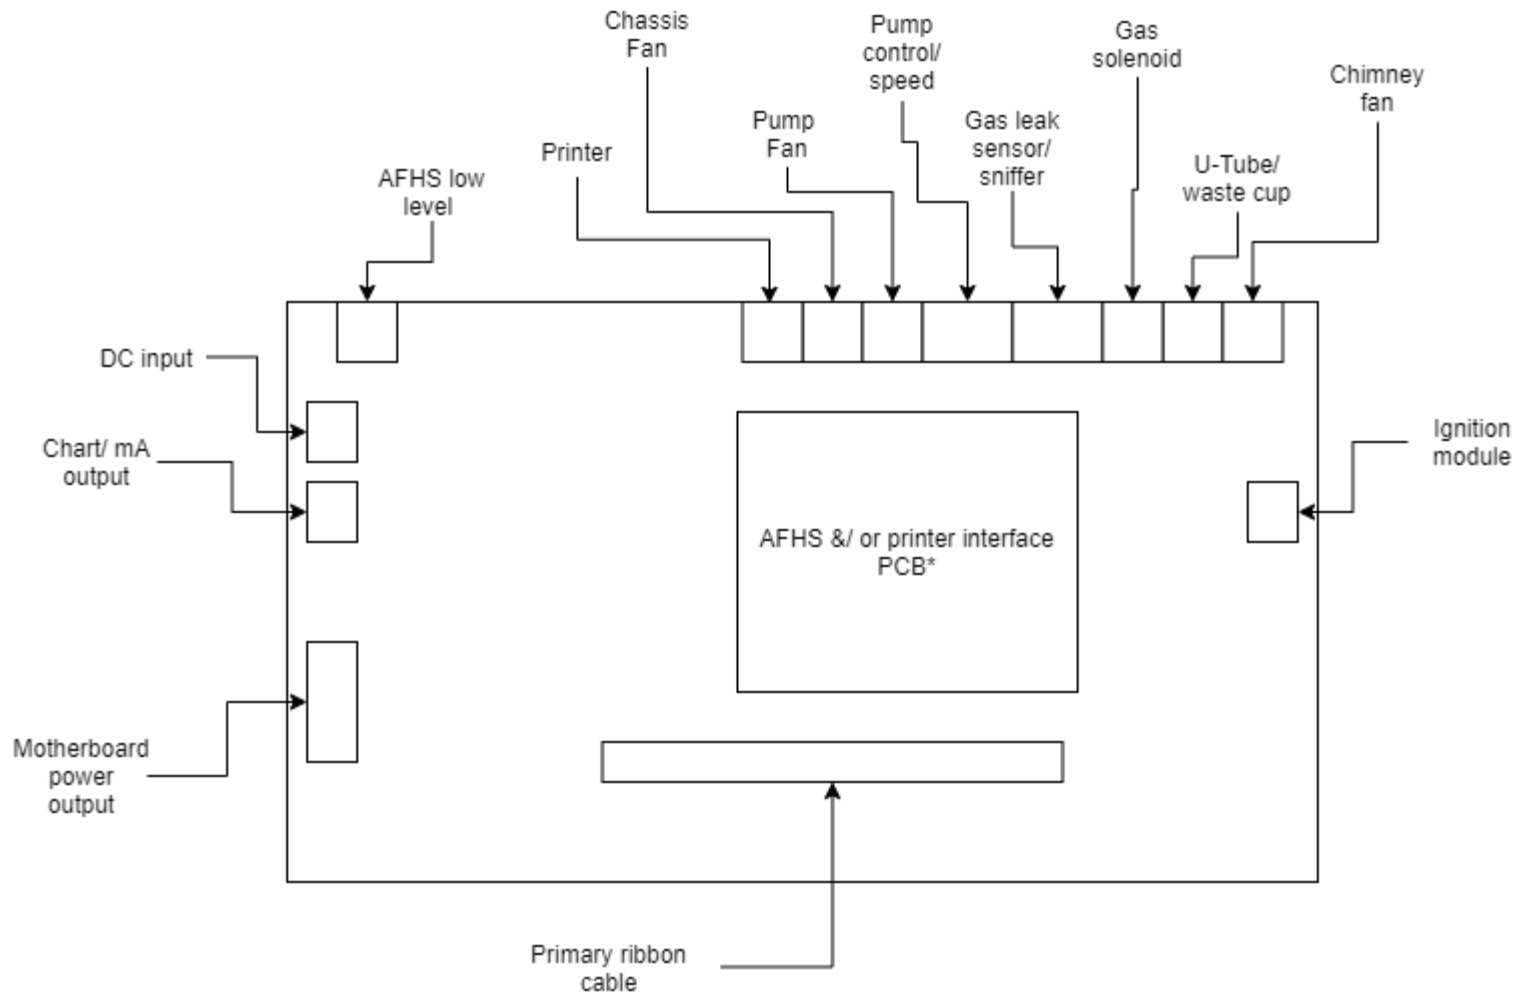 Chassis
Fan
Pump
control/
speed
Gas
solenoid
Chimney
fan
Printer
Pump
Fan
Gas leak
sensor/
sniffer
AFHS low
level
U-Tube/
waste cup
DC input
Chart/ mA
output
Ignition
module
AFHS &/ or printer interface
PCB*
Motherboard
power
output
Primary ribbon
cable